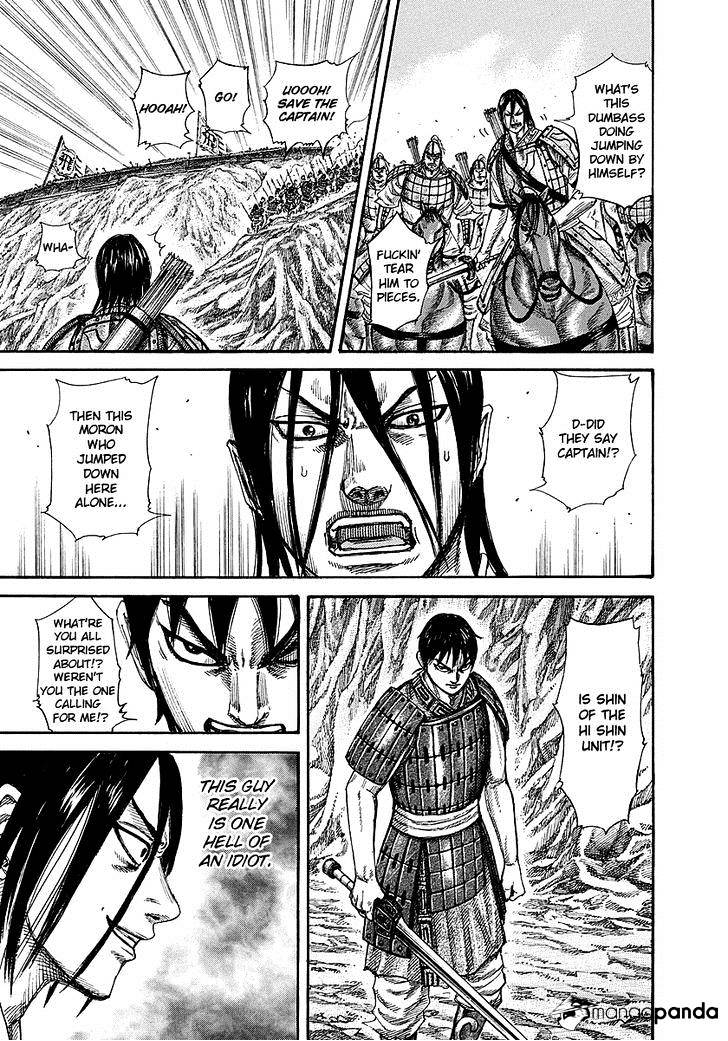 WHAT'S
THIS
DUMBASS
DOING
JUMPING
DOWN BY
HIMSELF?
FUCKIN'
TEAR
HIM TO
PIECES.
UOOOH!
SAVE THE
CAPTAIN!
GO!
HOOAH!
飛
WHA-
D-DID
THEY SAY
CAPTAIN!?
THEN THIS
MORON
WHO
JUMPED
DOWN
HERE
ALONE...
IS SHIN
OF THE
HI SHIN
UNIT!?
WHAT'RE
YOU ALL
SURPRISED
ABOUT!?
WEREN'T
YOU THE ONE
CALLING
FOR ME!?
THIS GUY
REALLY
IS ONE
HELL OF
AN IDIOT.
mangapanda